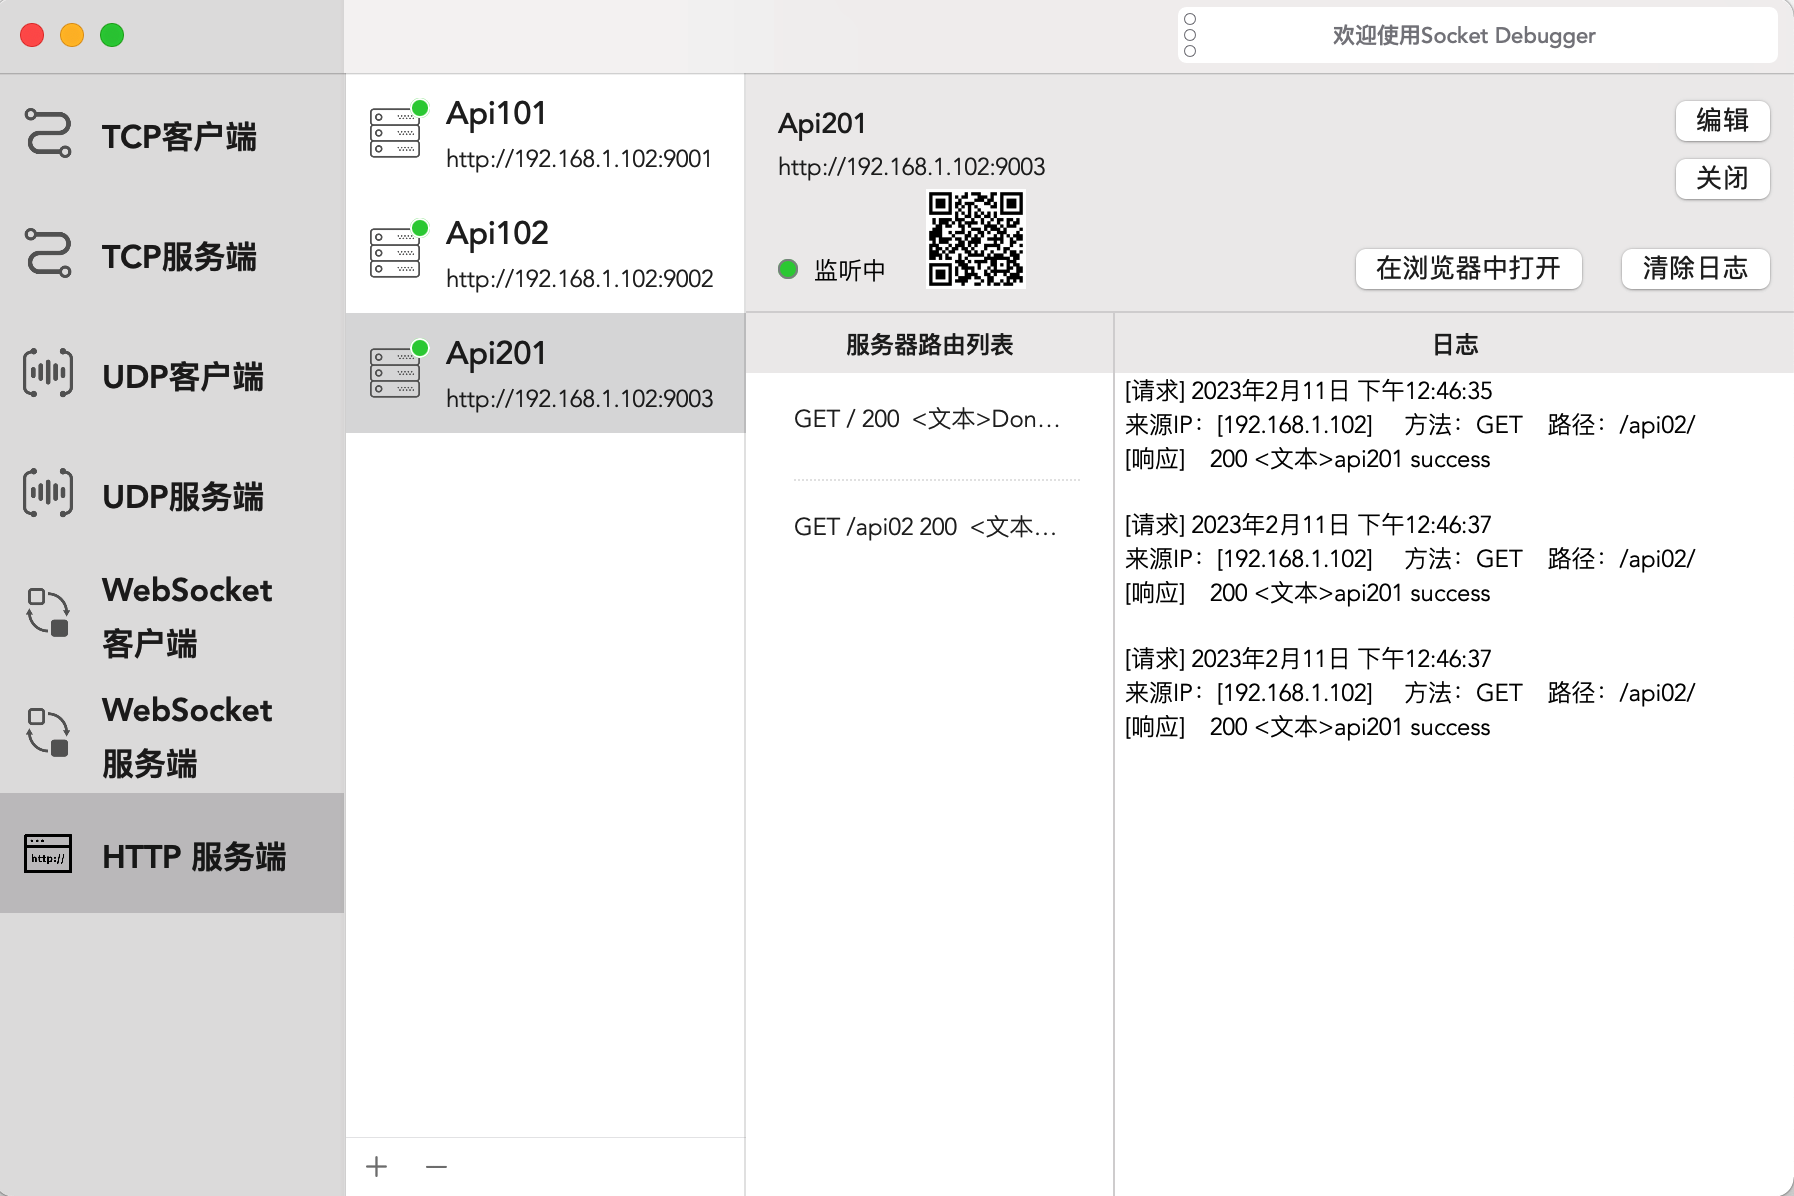 欢迎使用Socket Debugger
TCP客户端
TCP服务端
UDP客户端
UDP服务端
WebSocket
客户端
WebSocket
服务端
http://
HTTP 服务端
Api101
http://192.168.1.102:9001
Api102
http://192.168.1.102:9002
Api201
http://192.168.1.102:9003
Api201
http://192.168.1.102:9003
监听中
编辑
关闭
在浏览器中打开
清除日志
服务器路由列表
GET / 200 <文本>Don…
GET /api02 200 <文本…
日志
[请求] 2023年2月11日 下午12:46:35
来源IP：[192.168.1.102] 方法：GET 路径：/api02/
[响应] 200 <文本>api201 success
[请求] 2023年2月11日 下午12:46:37
来源IP：[192.168.1.102] 方法：GET 路径：/api02/
[响应] 200 <文本>api201 success
[请求] 2023年2月11日 下午12:46:37
来源IP：[192.168.1.102] 方法：GET 路径：/api02/
[响应] 200 <文本>api201 success